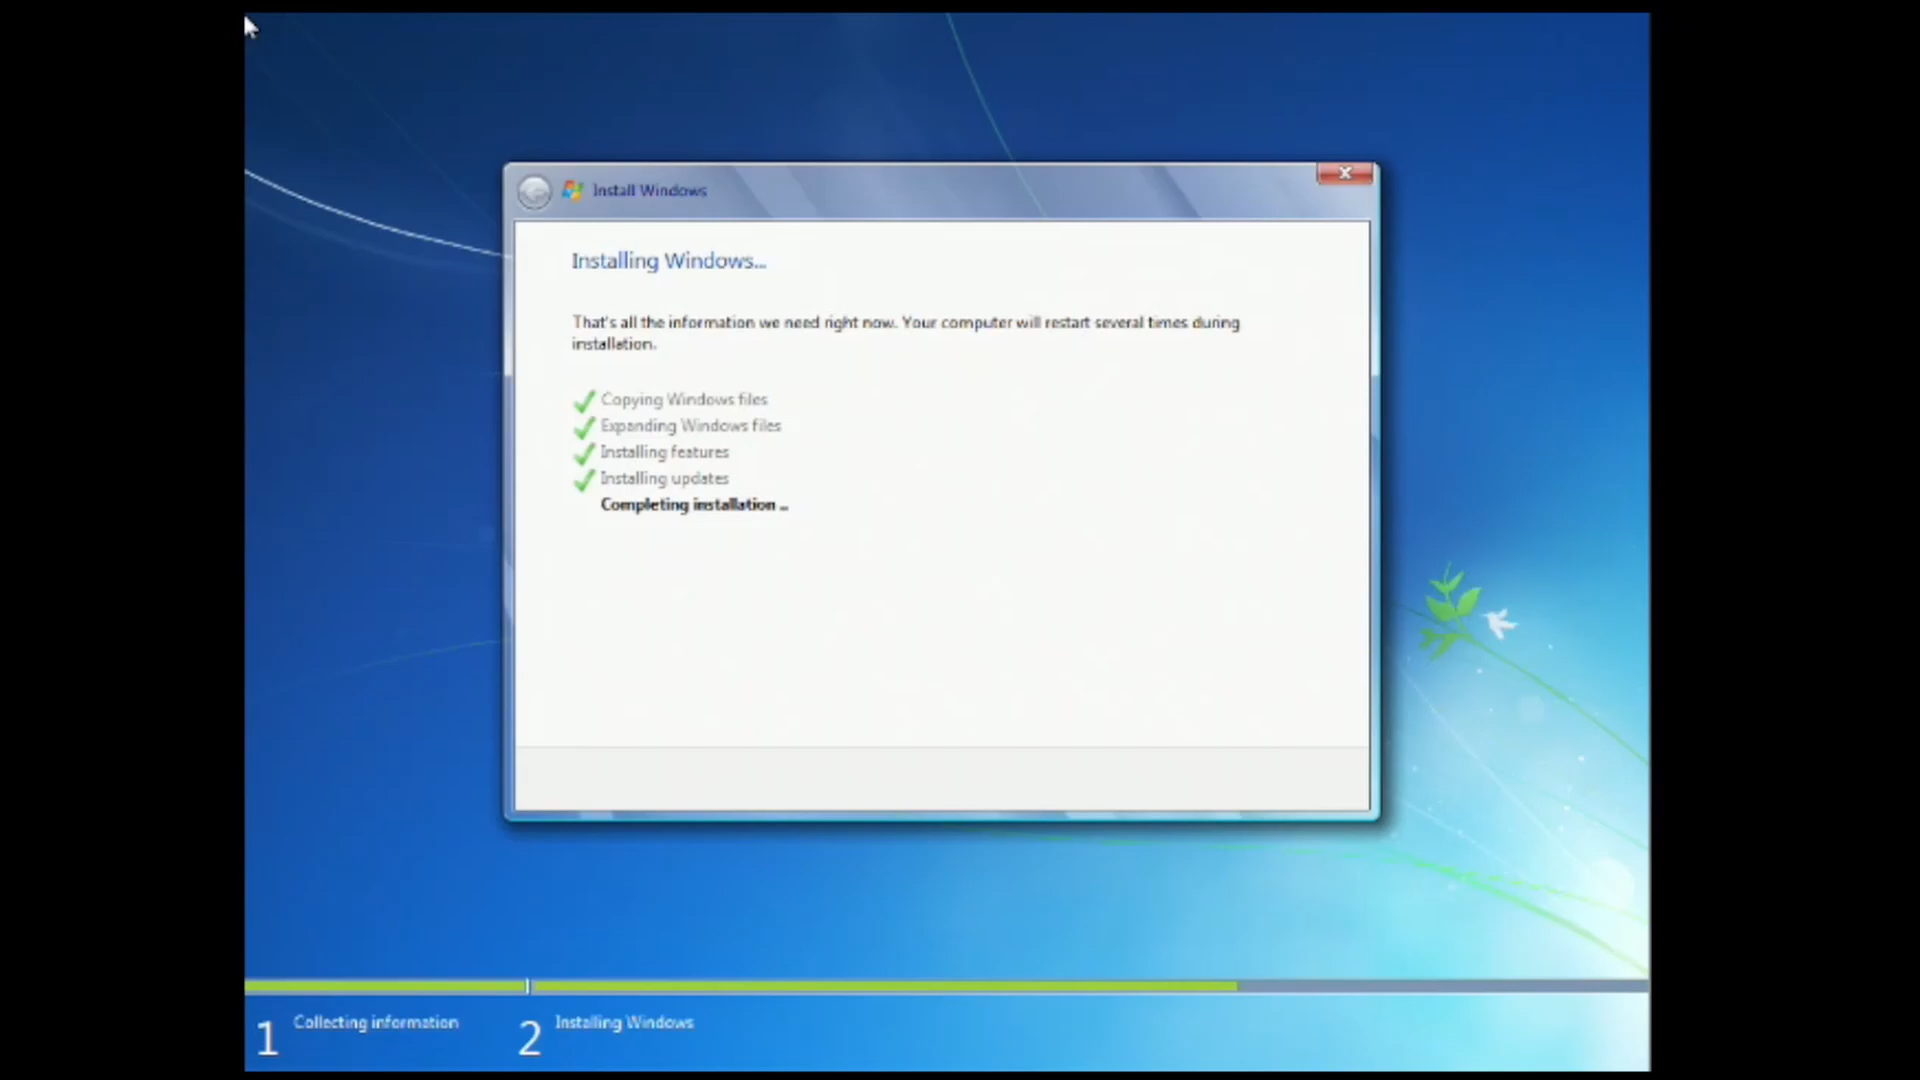 Install Windows
Installing Windows...
That's all the information we need right now. Your computer will restart several times during
installation.
Copying Windows files
Expanding Windows files
Installing features
Installing updates
Completing installation ...
1 Collecting information
2 Installing Windows